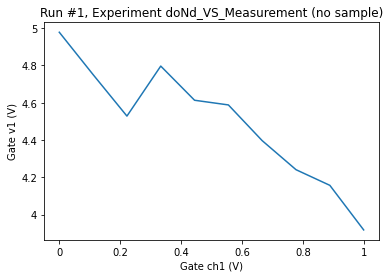 Run #1, Experiment doNd_VS_Measurement (no sample)
5
4.8
4.6
4.4
4.2
4
Gate v1 (V)
0 0.2 0.4 0.6 0.8 1
Gate ch1 (V)